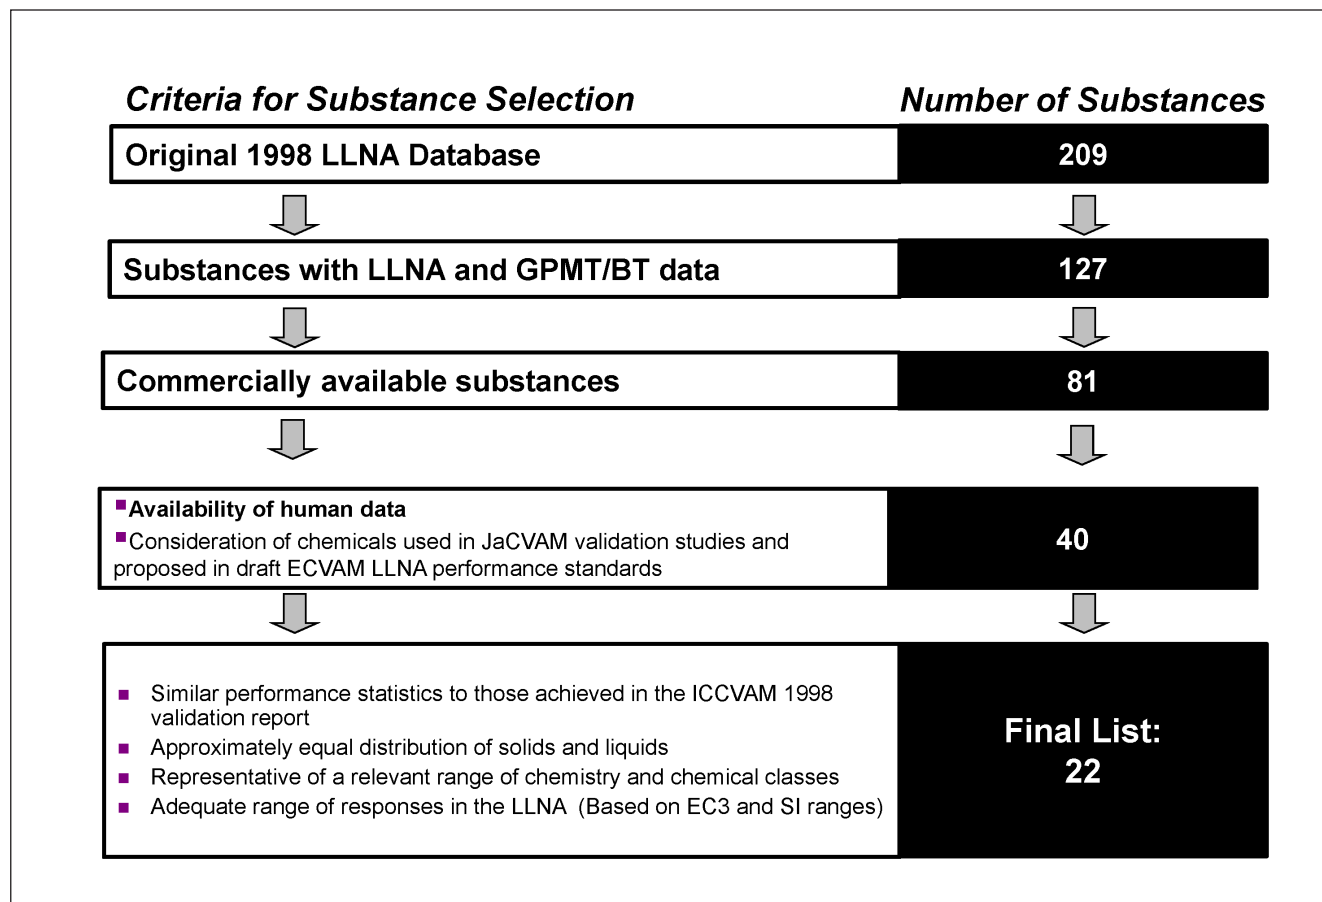 Criteria for Substance Selection
Number of Substances
Original 1998 LLNA Database
209
Substances with LLNA and GPMT/BT data
127
Commercially available substances
81
▪Availability of human data
▪Consideration of chemicals used in JaCVAM validation studies and
proposed in draft ECVAM LLNA performance standards
40
▪ Similar performance statistics to those achieved in the ICCVAM 1998
validation report
▪ Approximately equal distribution of solids and liquids
▪ Representative of a relevant range of chemistry and chemical classes
▪ Adequate range of responses in the LLNA (Based on EC3 and SI ranges)
Final List:
22